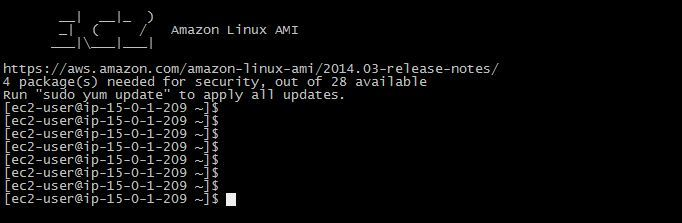 __|  __|_  )
_|  (     /   Amazon Linux AMI
___|\___|___|
https://aws.amazon.com/amazon-linux-ami/2014.03-release-notes/
4 package(s) needed for security, out of 28 available
Run "sudo yum update" to apply all updates.
[ec2-user@ip-15-0-1-209 ~]$
[ec2-user@ip-15-0-1-209 ~]$
[ec2-user@ip-15-0-1-209 ~]$
[ec2-user@ip-15-0-1-209 ~]$
[ec2-user@ip-15-0-1-209 ~]$
[ec2-user@ip-15-0-1-209 ~]$
[ec2-user@ip-15-0-1-209 ~]$
[ec2-user@ip-15-0-1-209 ~]$